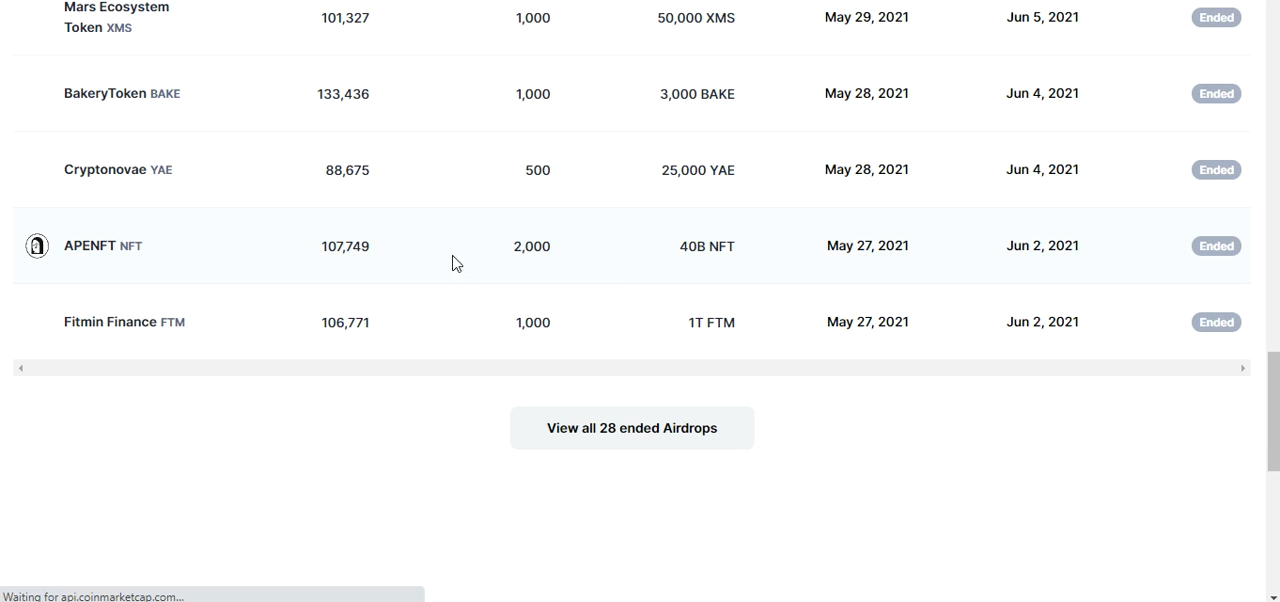 Mars Ecosystem
Token XMS 101,327 1,000 50,000 XMS May 29, 2021 Jun 5, 2021 Ended
BakeryToken BAKE 133,436 1,000 3,000 BAKE May 28, 2021 Jun 4, 2021 Ended
Cryptonovae YAE 88,675 500 25,000 YAE May 28, 2021 Jun 4, 2021 Ended
APENFT NFT 107,749 2,000 40B NFT May 27, 2021 Jun 2, 2021 Ended
Fitmin Finance FTM 106,771 1,000 1T FTM May 27, 2021 Jun 2, 2021 Ended
View all 28 ended Airdrops
Waiting for api.coinmarketcap.com...